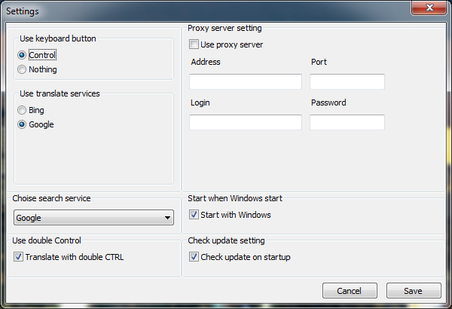 Settings
Use keyboard button
Control
Nothing
Use translate services
Bing
Google
Proxy server setting
Use proxy server
Address Port
Login Password
Choise search service
Google
Start when Windows start
Start with Windows
Use double Control
Translate with double CTRL
Check update setting
Check update on startup
Cancel Save